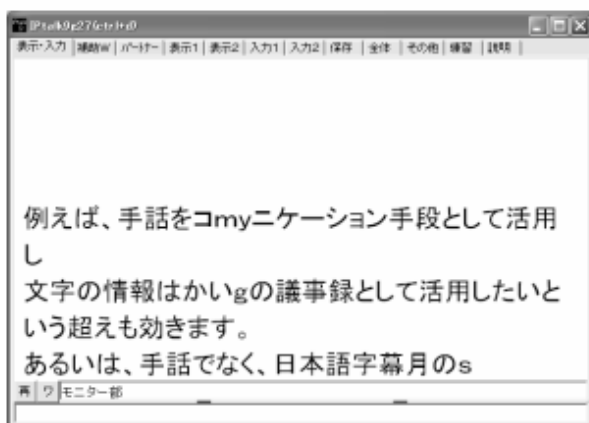 IPtalk9g27
表示・入力 | 補助W | パートナー | 表示1 | 表示2 | 入力1 | 入力2 | 保存 | 全体 | その他 | 練習 | 説明 |
例えば、手話をコmyニケーション手段として活用
し
文字の情報はかいgの議事録として活用したいと
いう超えも効きます。
あるいは、手話でなく、日本語字幕月のs
再 ワ モニター部